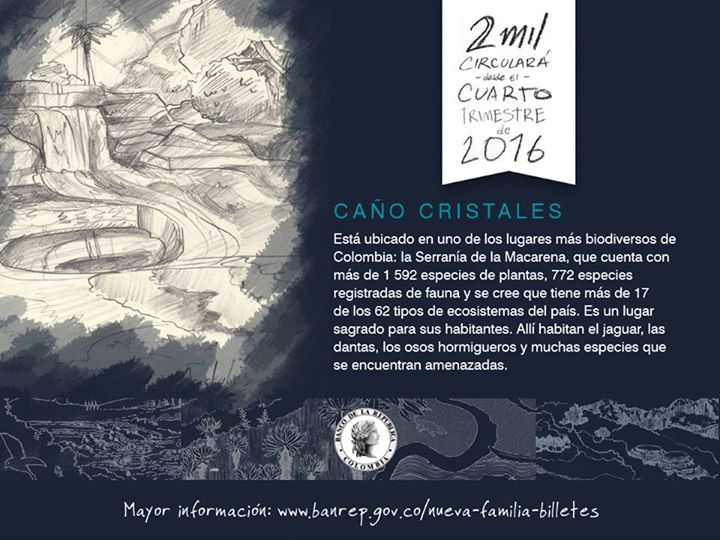 2 mil
CIRCULARÁ
- desde El -
CUARTO
TRIMESTRE
de
2016
CAÑO CRISTALES
Está ubicado en uno de los lugares más biodiversos de
Colombia: la Serranía de la Macarena, que cuenta con
más de 1 592 especies de plantas, 772 especies
registradas de fauna y se cree que tiene más de 17
de los 62 tipos de ecosistemas del país. Es un lugar
sagrado para sus habitantes. Allí habitan el jaguar, las
dantas, los osos hormigueros y muchas especies que
se encuentran amenazadas.
BANCO DE LA REPUBLICA
COLOMBIA
Mayor información: www.banrep.gov.co/nueva-familia-billetes